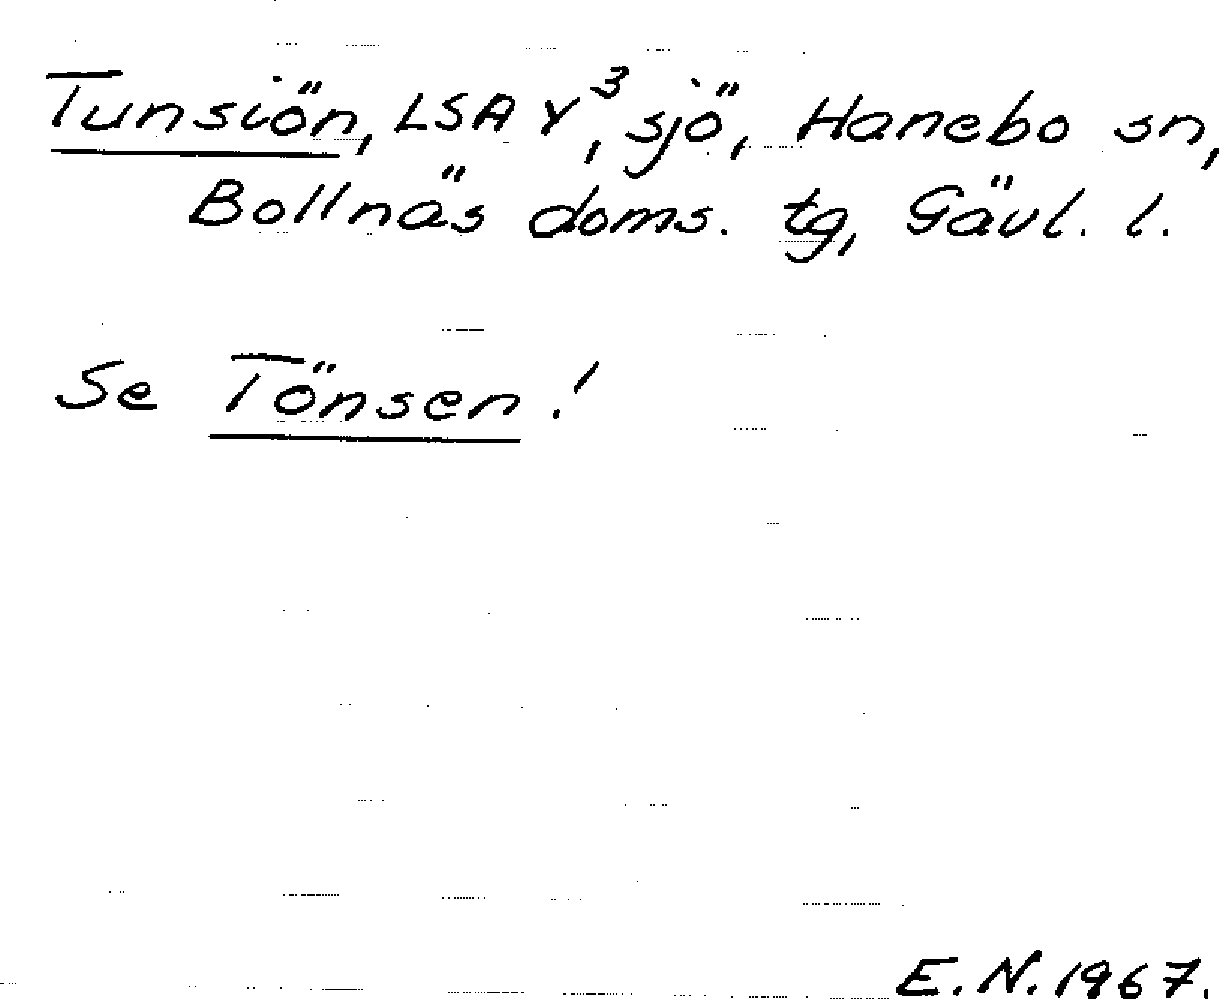 Tunsiön, LSA Y³, sjö, Hanebo sn,
Bollnäs doms. tg, Gävl. l.
Se Tönsen!
E.N. 1967.